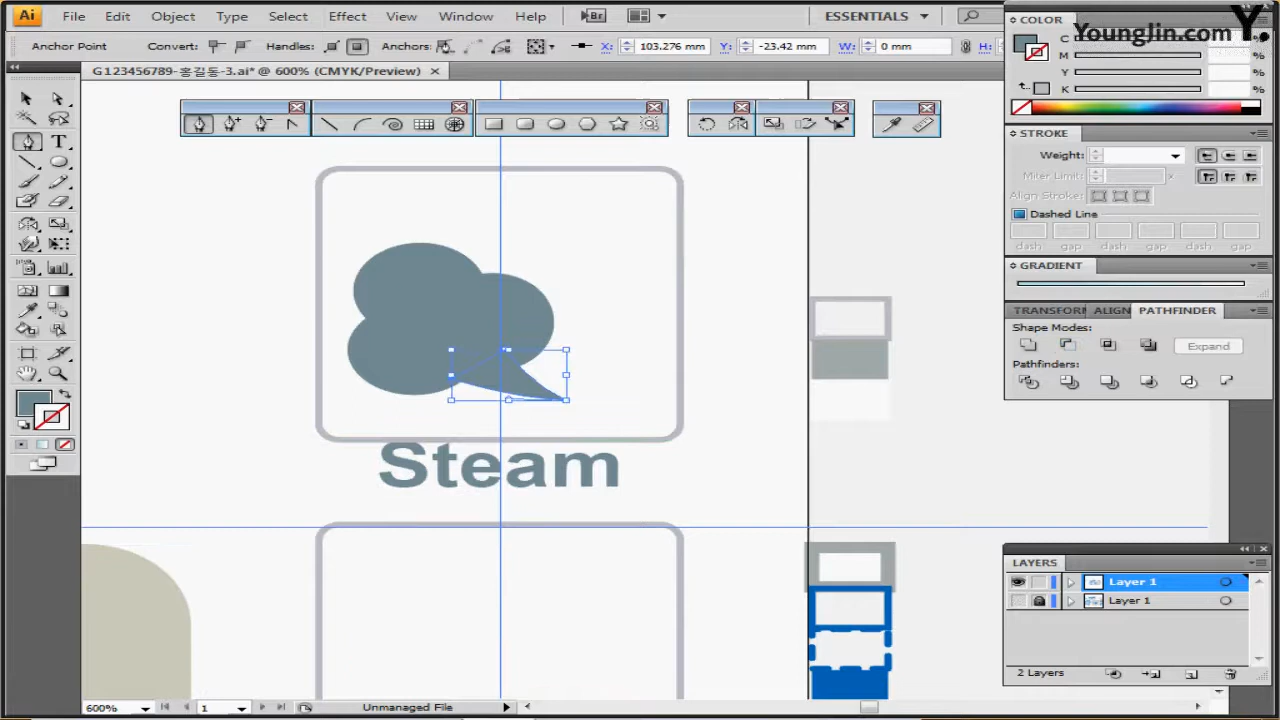 Ai File Edit Object Type Select Effect View Window Help Br ESSENTIALS
Anchor Point Convert: Handles: Anchors: X: 103.276 mm Y: -23.42 mm W: 0 mm H:
G123456789-홍길동-3.ai* @ 600% (CMYK/Preview)
COLOR
YoungJin.com Y.
C %
M %
Y %
K %
STROKE
Weight:
Miter Limit: x
Align Stroke:
Dashed Line
dash gap dash gap dash gap
GRADIENT
TRANSFORM ALIGN PATHFINDER
Shape Modes:
Expand
Pathfinders:
Steam
LAYERS
Layer 1
Layer 1
2 Layers
600% 1 Unmanaged File